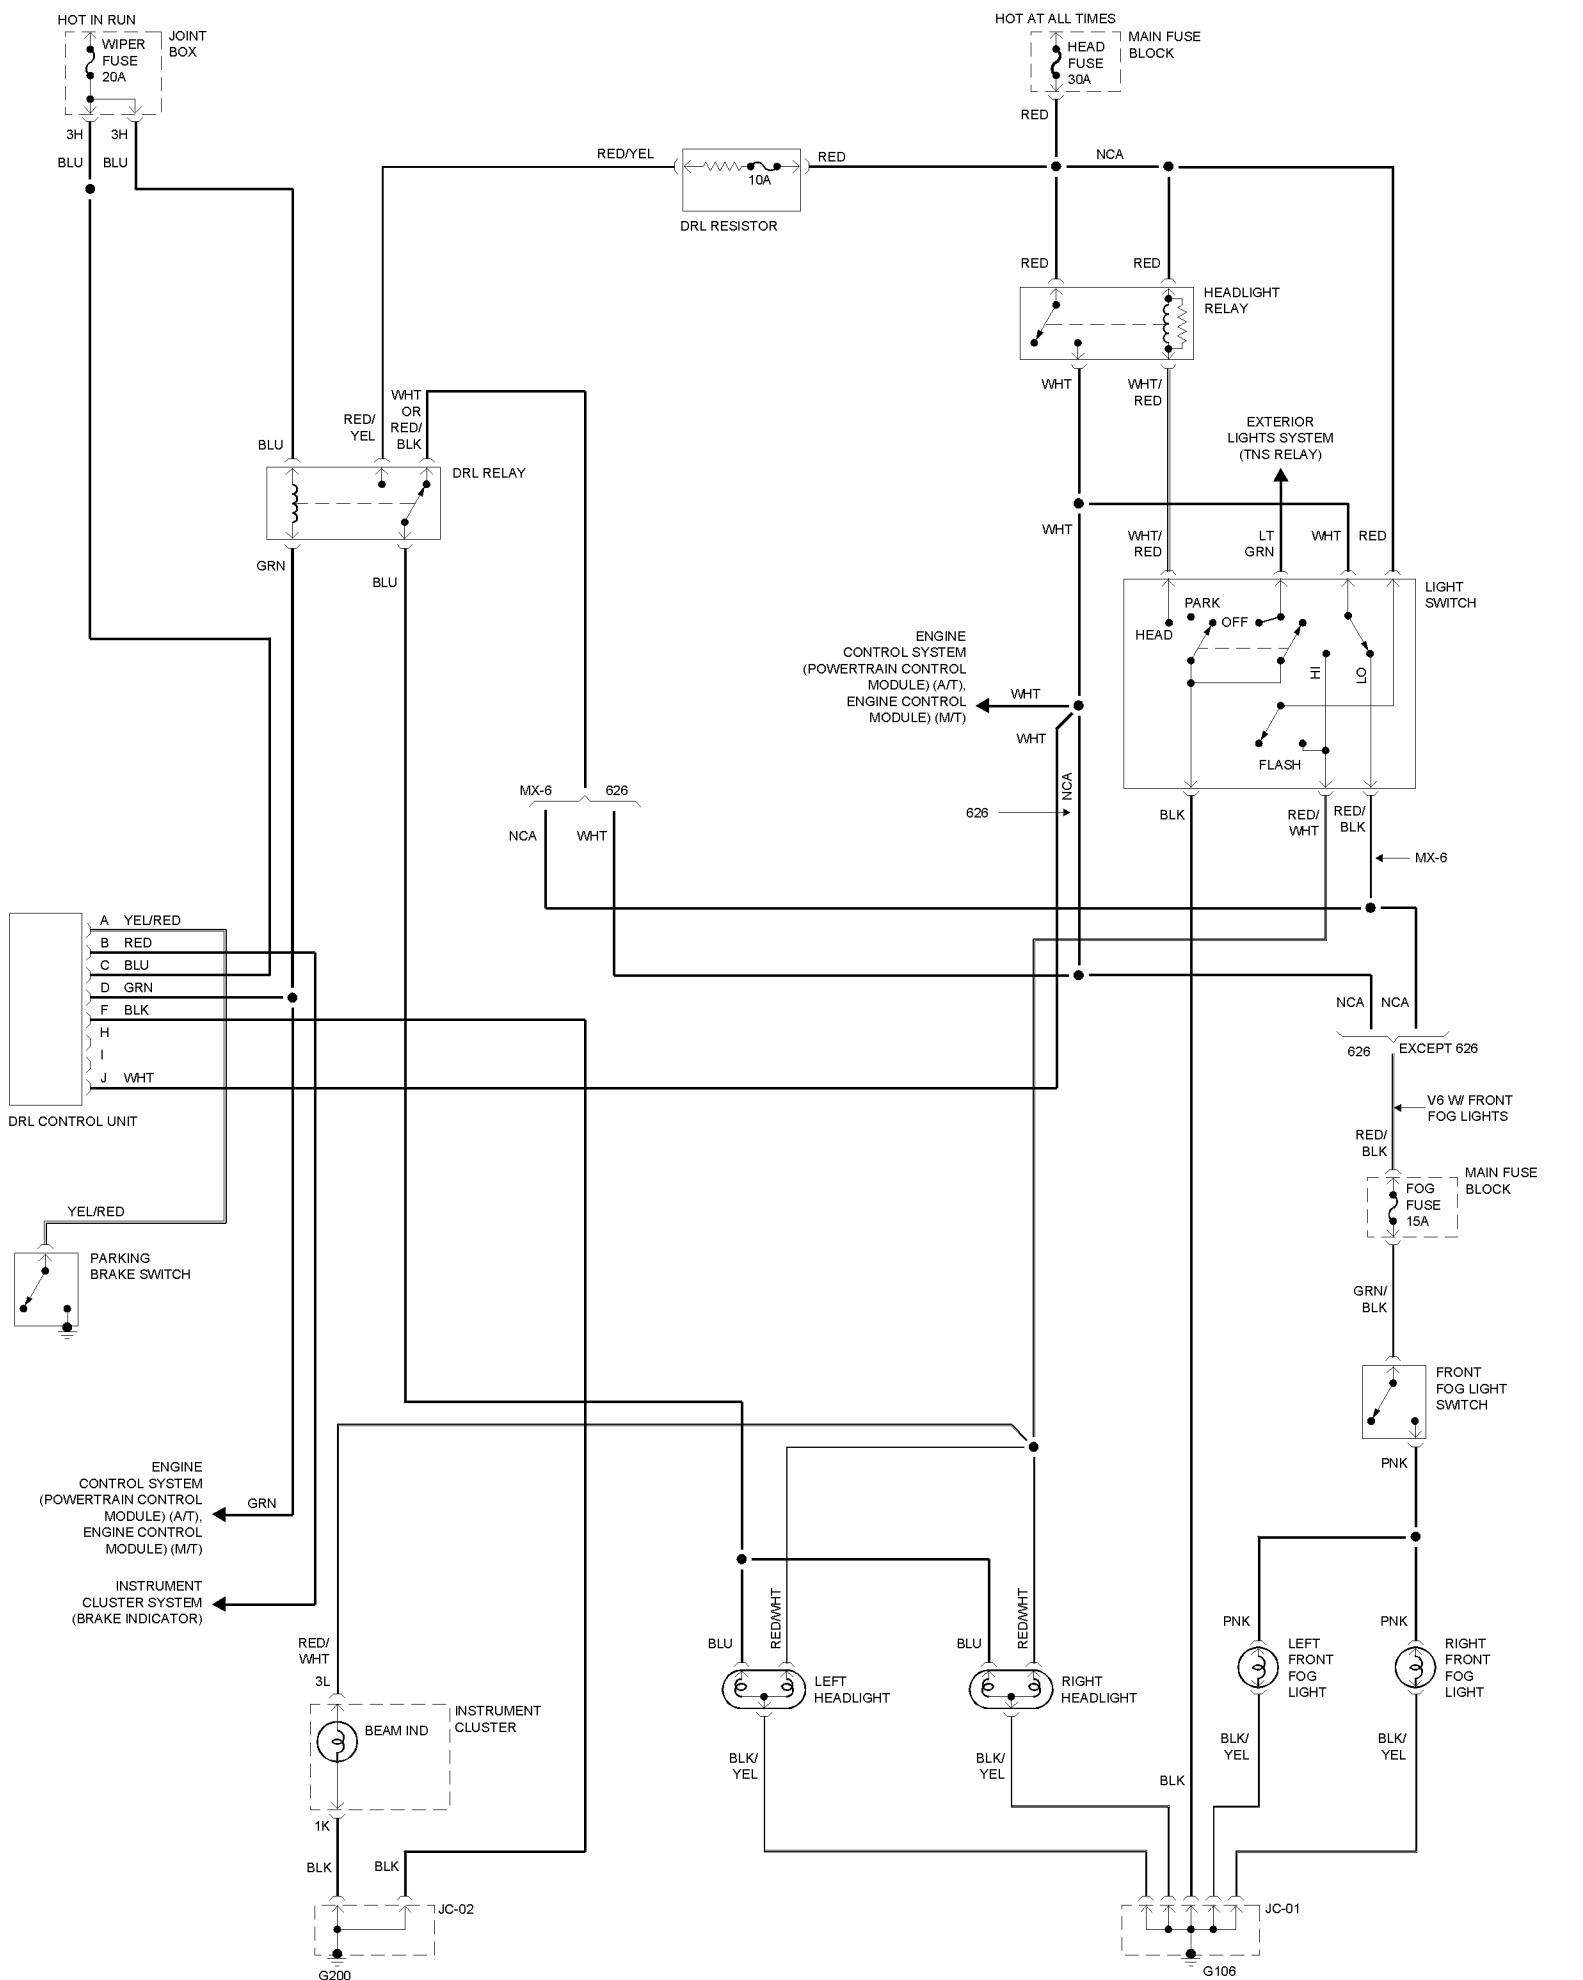 HOT IN RUN
WIPER
FUSE
20A
JOINT
BOX
3H
3H
BLU
BLU
HOT AT ALL TIMES
HEAD
FUSE
30A
MAIN FUSE
BLOCK
RED
RED/YEL
10A
RED
NCA
DRL RESISTOR
RED
RED
HEADLIGHT
RELAY
WHT
WHT/
RED
WHT
OR
RED/
BLK
RED/
YEL
BLU
DRL RELAY
GRN
BLU
EXTERIOR
LIGHTS SYSTEM
(TNS RELAY)
WHT
WHT/
RED
LT
GRN
WHT
RED
LIGHT
SWITCH
PARK
HEAD
OFF
HI
LO
FLASH
ENGINE
CONTROL SYSTEM
(POWERTRAIN CONTROL
MODULE) (A/T),
ENGINE CONTROL
MODULE) (M/T)
WHT
WHT
NCA
626
MX-6
626
NCA
WHT
BLK
RED/
WHT
RED/
BLK
MX-6
A
YEL/RED
B
RED
C
BLU
D
GRN
F
BLK
H
I
J
WHT
DRL CONTROL UNIT
NCA
NCA
626
EXCEPT 626
V6 W/ FRONT
FOG LIGHTS
RED/
BLK
MAIN FUSE
BLOCK
FOG
FUSE
15A
YEL/RED
PARKING
BRAKE SWITCH
GRN/
BLK
FRONT
FOG LIGHT
SWITCH
PNK
ENGINE
CONTROL SYSTEM
(POWERTRAIN CONTROL
MODULE) (A/T),
ENGINE CONTROL
MODULE) (M/T)
GRN
INSTRUMENT
CLUSTER SYSTEM
(BRAKE INDICATOR)
RED/
WHT
3L
INSTRUMENT
CLUSTER
BEAM IND
1K
BLK
BLK
JC-02
G200
BLU
RED/WHT
LEFT
HEADLIGHT
BLU
RED/WHT
RIGHT
HEADLIGHT
BLK/
YEL
BLK/
YEL
BLK
PNK
PNK
LEFT
FRONT
FOG
LIGHT
RIGHT
FRONT
FOG
LIGHT
BLK/
YEL
BLK/
YEL
JC-01
G106